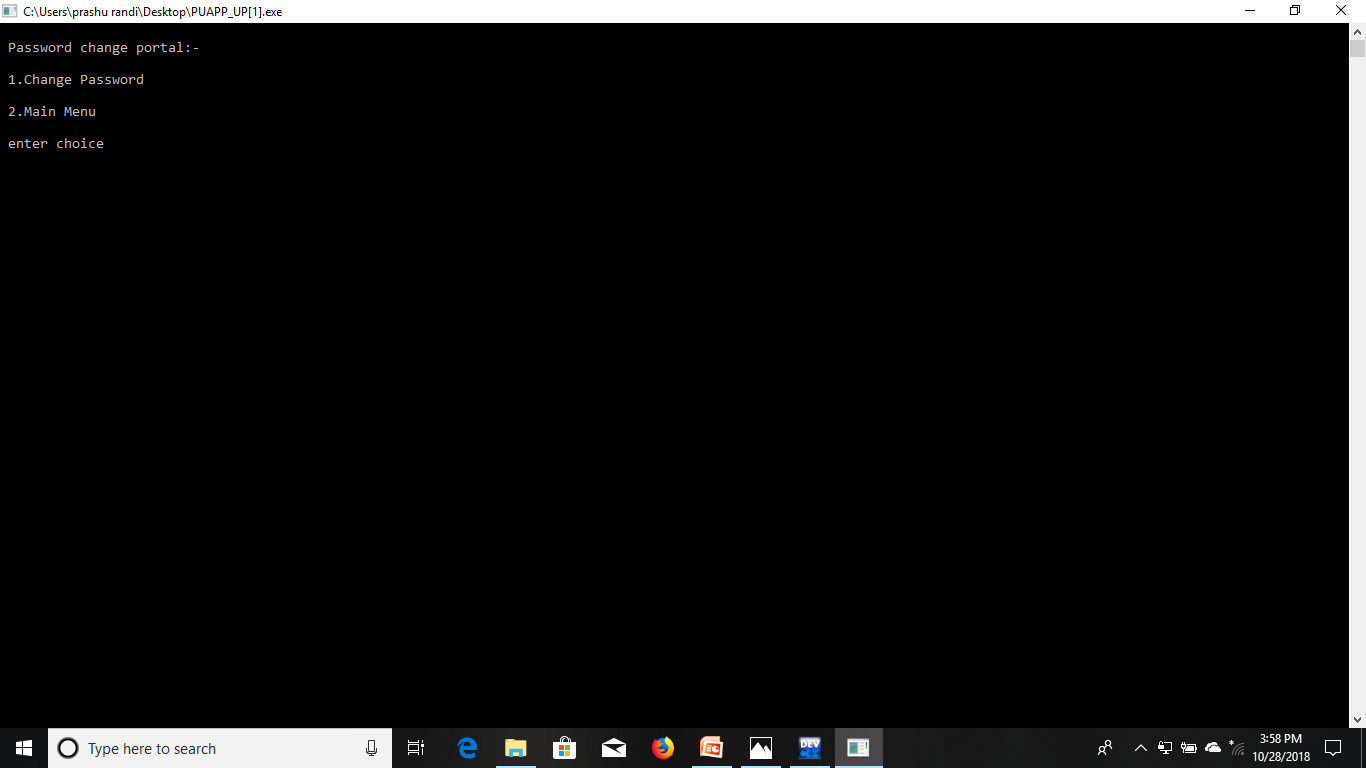 C:\Users\prashu randi\Desktop\PUAPP_UP[1].exe
Password change portal:-
1.Change Password
2.Main Menu
enter choice
Type here to search
DEV
3:58 PM
10/28/2018